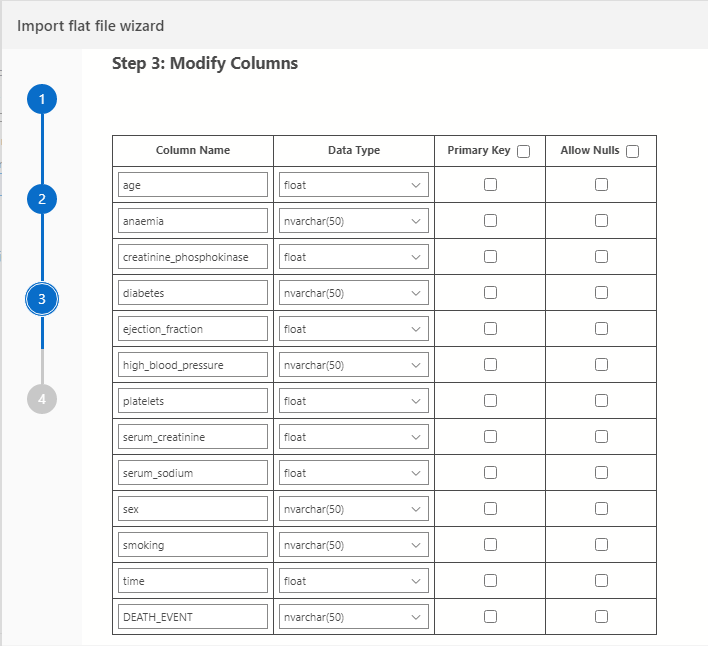 Import flat file wizard
Step 3: Modify Columns
1
2
3
4
Column Name Data Type Primary Key Allow Nulls
age float
anaemia nvarchar(50)
creatinine_phosphokinase float
diabetes nvarchar(50)
ejection_fraction float
high_blood_pressure nvarchar(50)
platelets float
serum_creatinine float
serum_sodium float
sex nvarchar(50)
smoking nvarchar(50)
time float
DEATH_EVENT nvarchar(50)